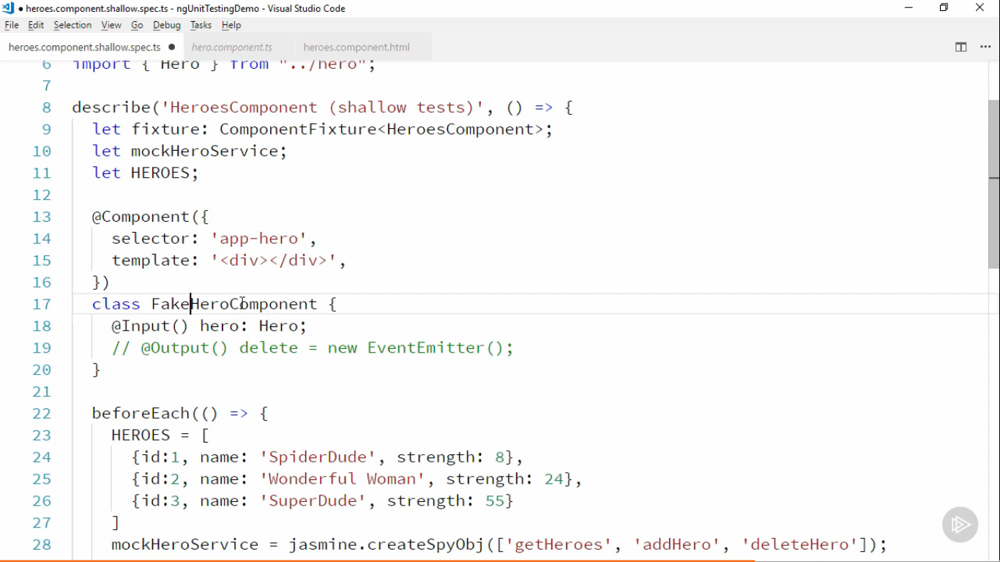 ● heroes.component.shallow.spec.ts - ngUnitTestingDemo - Visual Studio Code
File Edit Selection View Go Debug Tasks Help
heroes.component.shallow.spec.ts ● hero.component.ts heroes.component.html
6 import { Hero } from "../hero";
7
8 describe('HeroesComponent (shallow tests)', () => {
9 let fixture: ComponentFixture<HeroesComponent>;
10 let mockHeroService;
11 let HEROES;
12
13 @Component({
14 selector: 'app-hero',
15 template: '<div></div>',
16 })
17 class FakeHeroComponent {
18 @Input() hero: Hero;
19 // @Output() delete = new EventEmitter();
20 }
21
22 beforeEach(() => {
23 HEROES = [
24 {id:1, name: 'SpiderDude', strength: 8},
25 {id:2, name: 'Wonderful Woman', strength: 24},
26 {id:3, name: 'SuperDude', strength: 55}
27 ]
28 mockHeroService = jasmine.createSpyObj(['getHeroes', 'addHero', 'deleteHero']);